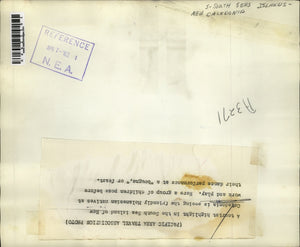 SOUTH SEAS ISLANDS -
NEW CALEDONIA
REFERENCE
N.E.A.
A3271
(PACIFIC AREA TRAVEL ASSOCIATION PHOTO)
A tourist highlight in the South Sea island of New
Caledonia is seeing the friendly Melanesian natives at
work and play. Here a group of children pose before
their dance performance at a "bougna," or feast.